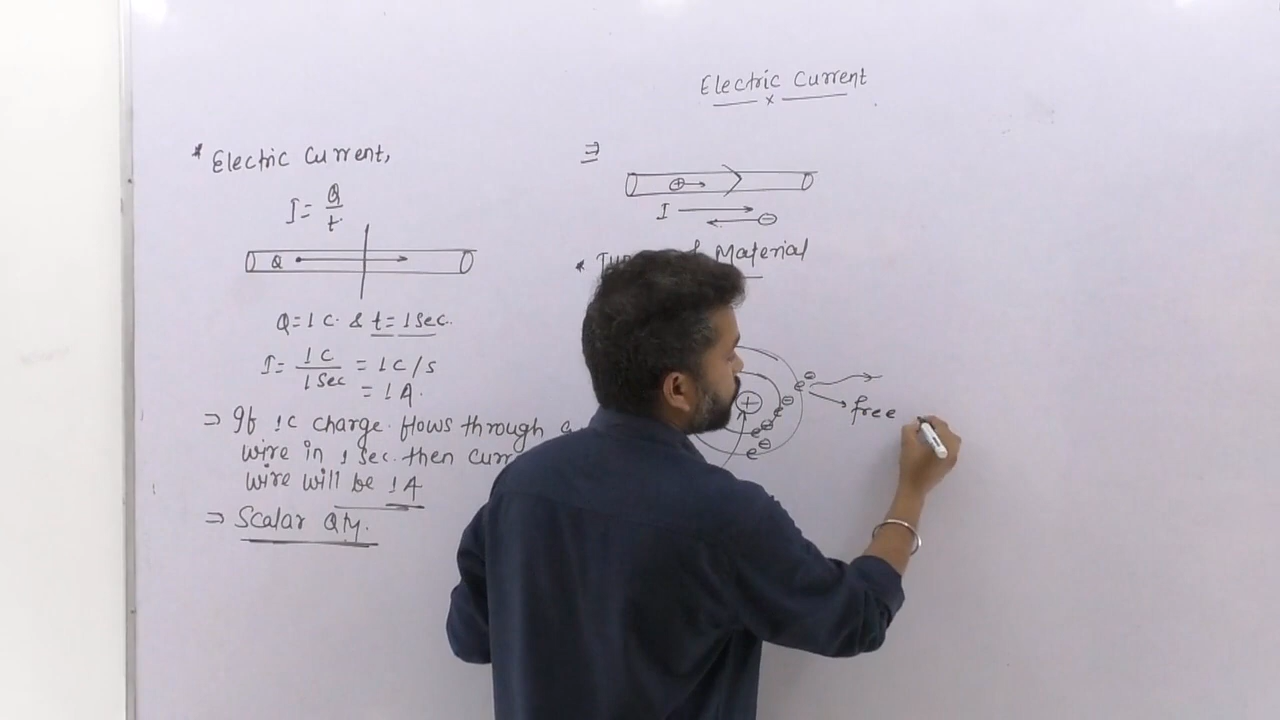 Electric Current
* Electric Current,
I = Q/t.
Q
Q=1 C. & t=1 Sec.
I = 1 C/1 Sec = 1 C/s
= 1 A.
⇒ If 1C charge flows through a
wire in 1 sec. then
wire will be 1A
⇒ Scalar Qty.
⇒
+
I
-
* Material
+
e⊖
e⊖
e⊖
e⊖
free